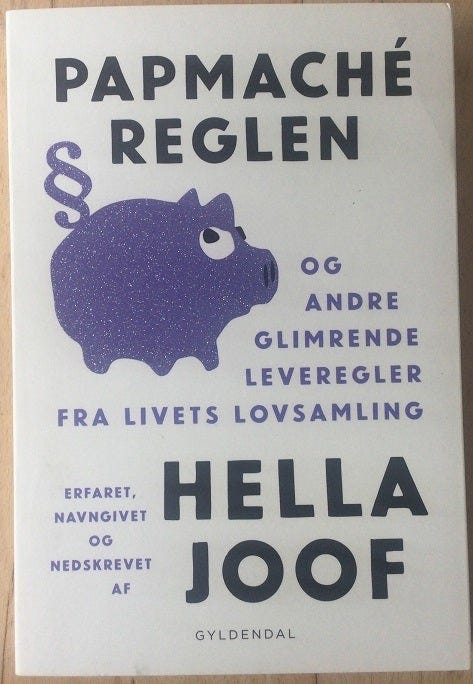 PAPMACHÉ
REGLEN
§
OG
ANDRE
GLIMRENDE
LEVEREGLER
FRA LIVETS LOVSAMLING
ERFARET,
NAVNGIVET
OG
NEDSKREVET
AF
HELLA
JOOF
GYLDENDAL